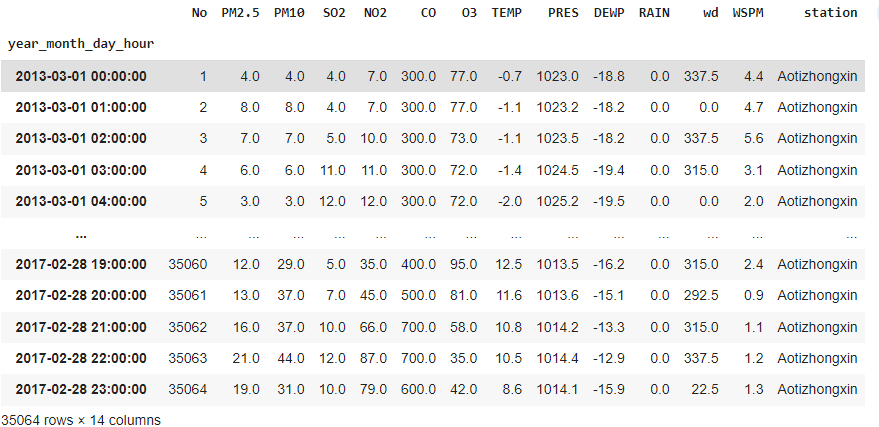 No PM2.5 PM10 SO2 NO2 CO O3 TEMP PRES DEWP RAIN wd WSPM station
year_month_day_hour
2013-03-01 00:00:00 1 4.0 4.0 4.0 7.0 300.0 77.0 -0.7 1023.0 -18.8 0.0 337.5 4.4 Aotizhongxin
2013-03-01 01:00:00 2 8.0 8.0 4.0 7.0 300.0 77.0 -1.1 1023.2 -18.2 0.0 0.0 4.7 Aotizhongxin
2013-03-01 02:00:00 3 7.0 7.0 5.0 10.0 300.0 73.0 -1.1 1023.5 -18.2 0.0 337.5 5.6 Aotizhongxin
2013-03-01 03:00:00 4 6.0 6.0 11.0 11.0 300.0 72.0 -1.4 1024.5 -19.4 0.0 315.0 3.1 Aotizhongxin
2013-03-01 04:00:00 5 3.0 3.0 12.0 12.0 300.0 72.0 -2.0 1025.2 -19.5 0.0 0.0 2.0 Aotizhongxin
... ... ... ... ... ... ... ... ... ... ... ... ... ... ...
2017-02-28 19:00:00 35060 12.0 29.0 5.0 35.0 400.0 95.0 12.5 1013.5 -16.2 0.0 315.0 2.4 Aotizhongxin
2017-02-28 20:00:00 35061 13.0 37.0 7.0 45.0 500.0 81.0 11.6 1013.6 -15.1 0.0 292.5 0.9 Aotizhongxin
2017-02-28 21:00:00 35062 16.0 37.0 10.0 66.0 700.0 58.0 10.8 1014.2 -13.3 0.0 315.0 1.1 Aotizhongxin
2017-02-28 22:00:00 35063 21.0 44.0 12.0 87.0 700.0 35.0 10.5 1014.4 -12.9 0.0 337.5 1.2 Aotizhongxin
2017-02-28 23:00:00 35064 19.0 31.0 10.0 79.0 600.0 42.0 8.6 1014.1 -15.9 0.0 22.5 1.3 Aotizhongxin
35064 rows × 14 columns